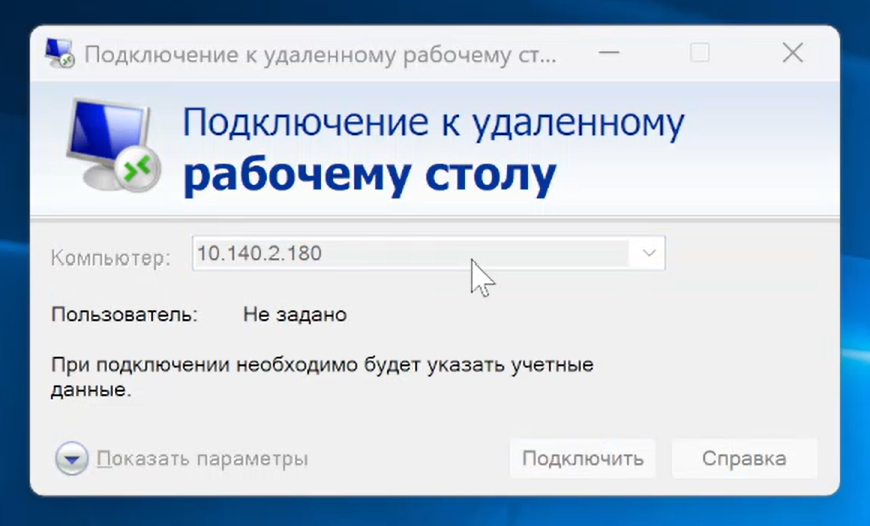 Подключение к удаленному рабочему ст...
Подключение к удаленному
рабочему столу
Компьютер: 10.140.2.180
Пользователь: Не задано
При подключении необходимо будет указать учетные
данные.
Показать параметры Подключить Справка